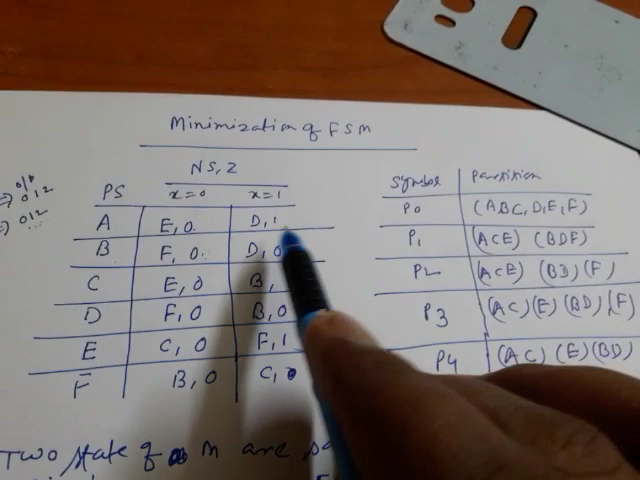 Minimization of FSM
NS, Z
PS x=0 x=1
A E, 0. D, 1
B F, 0. D, 0
C E, 0 B,
D F, 0 B, 0
E C, 0 F, 1
F B, 0 C, 0
Symbol Partition
P0 (ABC, D, E, F)
P1 (ACE) (BDF)
P2 (ACE) (BD) (F)
P3 (AC) (E) (BD) (F)
P4 (AC) (E) (BD)
o/p
⇒ 012
⇒ 012
TWO state of M are